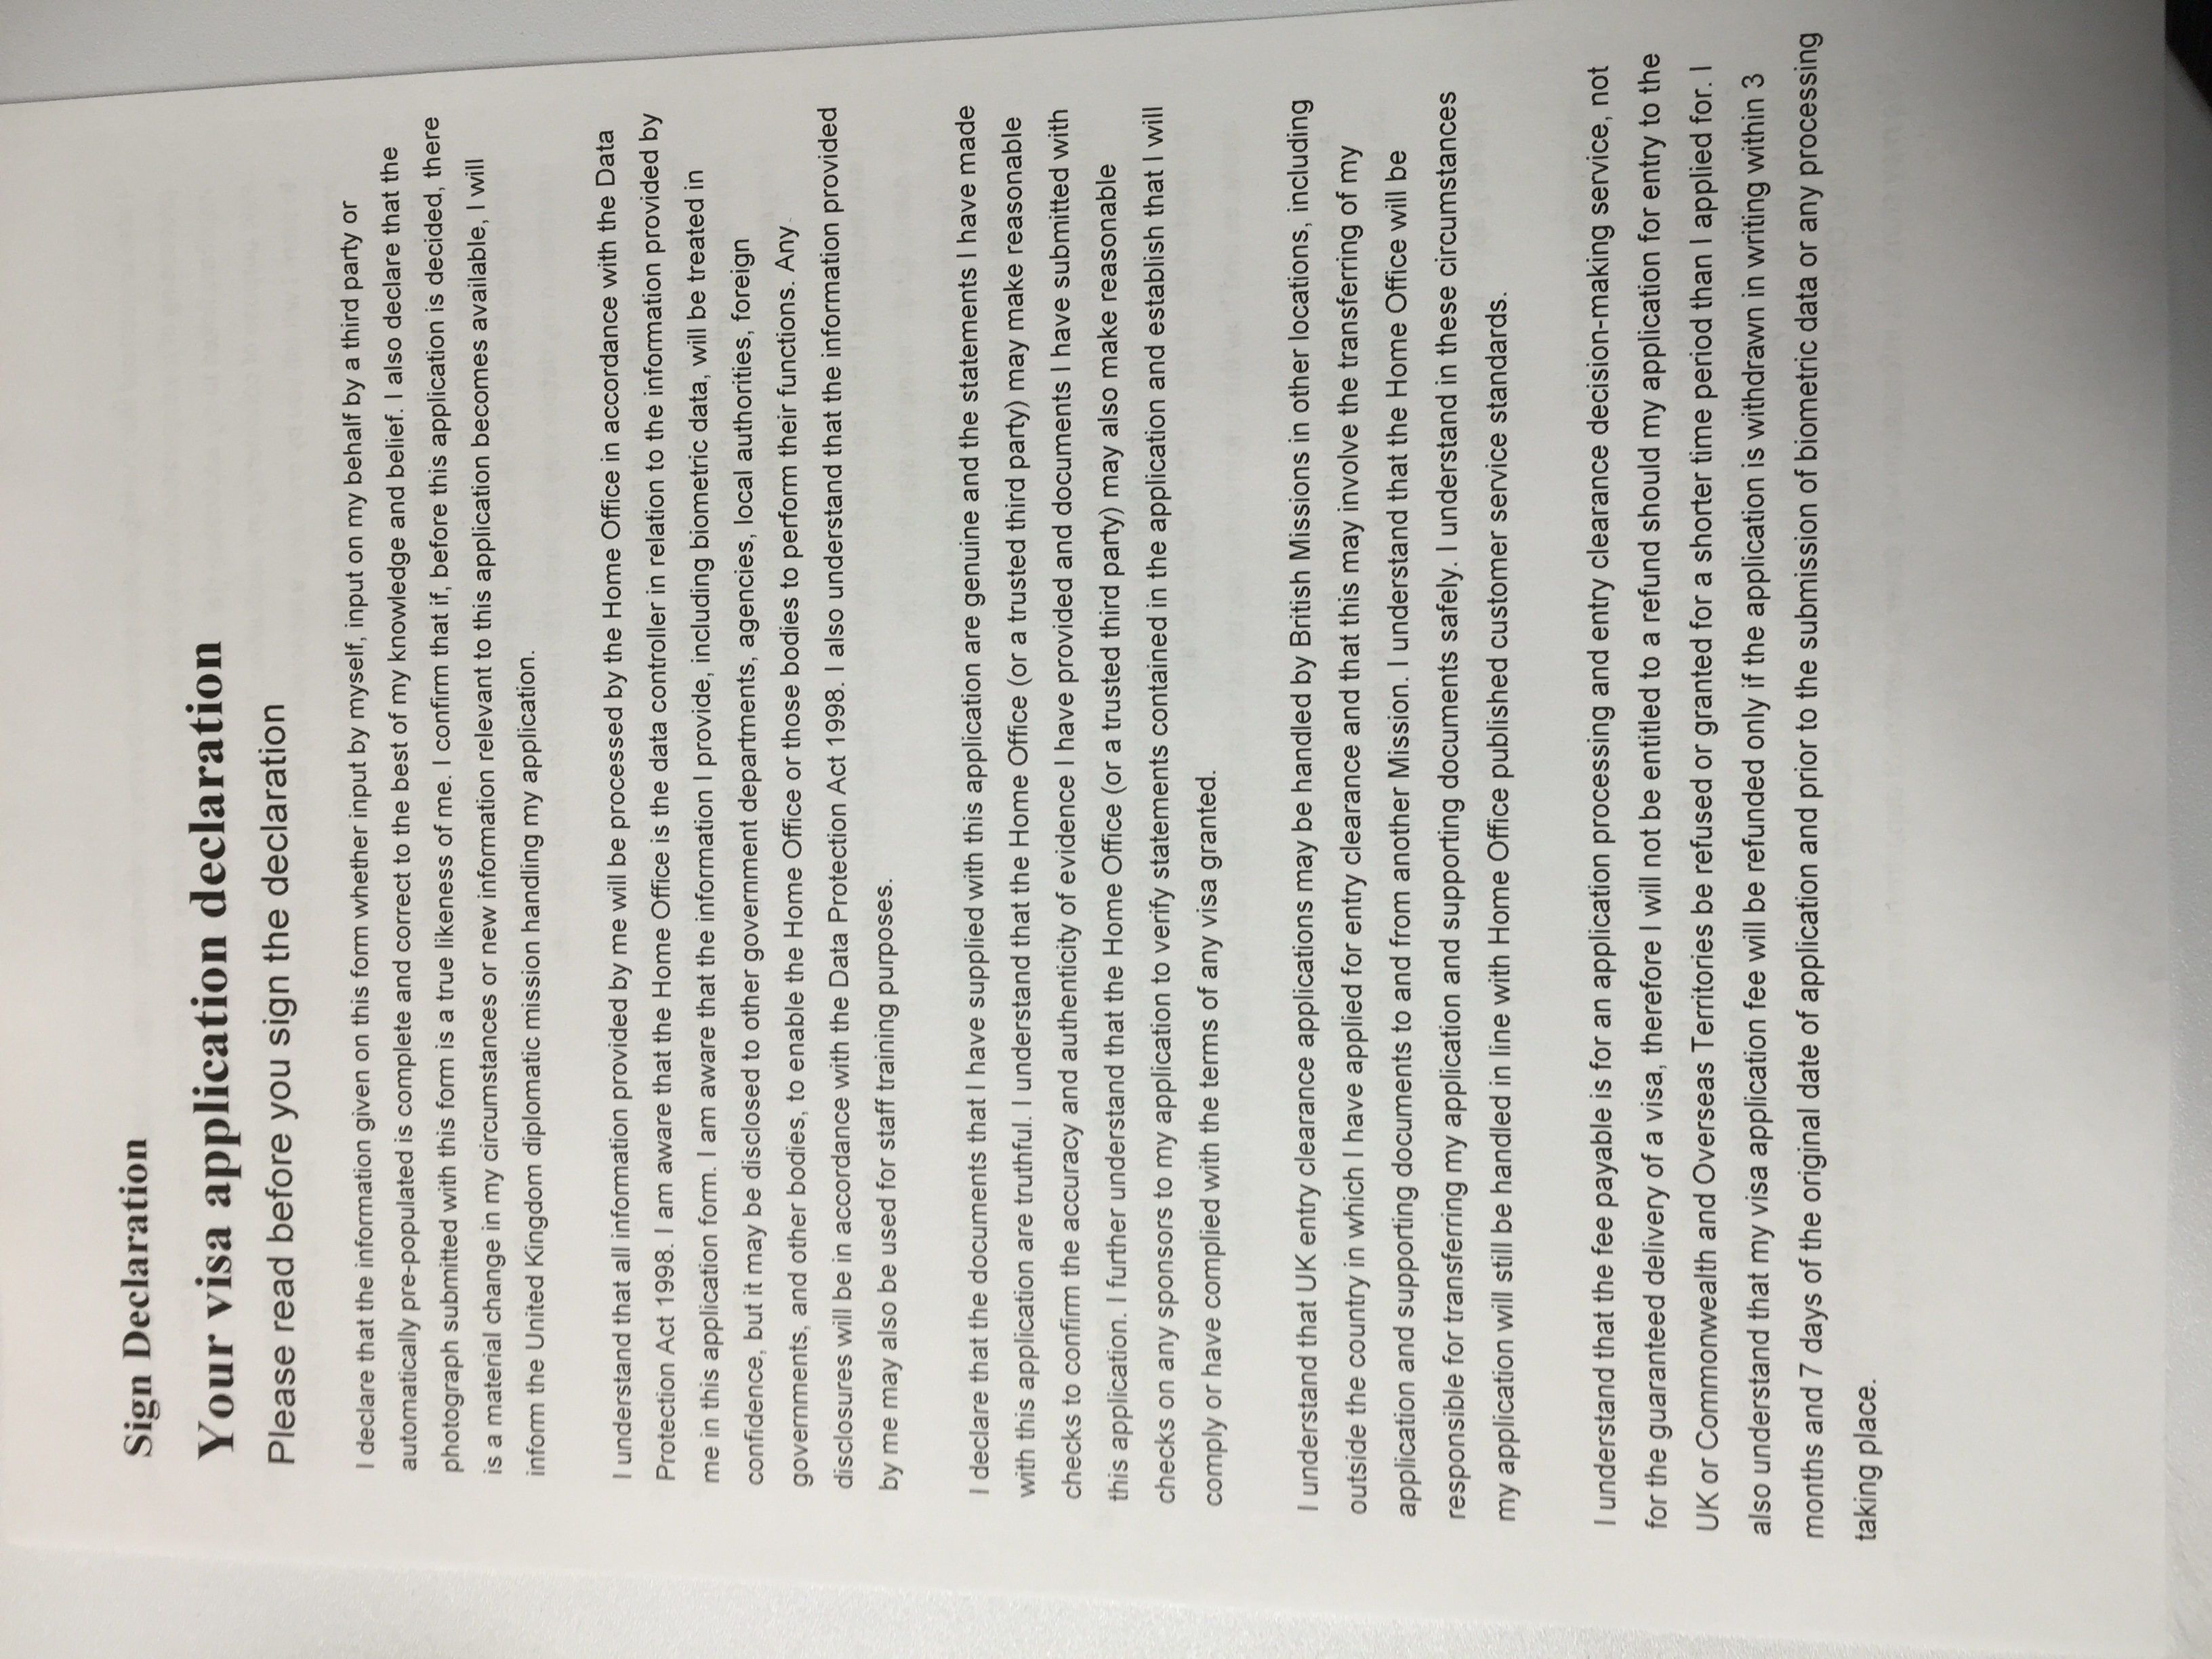 Sign Declaration
Your visa application declaration
Please read before you sign the declaration
I declare that the information given on this form whether input by myself, input on my behalf by a third party or
automatically pre-populated is complete and correct to the best of my knowledge and belief. I also declare that the
photograph submitted with this form is a true likeness of me. I confirm that if, before this application is decided, there
is a material change in my circumstances or new information relevant to this application becomes available, I will
inform the United Kingdom diplomatic mission handling my application.
I understand that all information provided by me will be processed by the Home Office in accordance with the Data
Protection Act 1998. I am aware that the Home Office is the data controller in relation to the information provided by
me in this application form. I am aware that the information I provide, including biometric data, will be treated in
confidence, but it may be disclosed to other government departments, agencies, local authorities, foreign
governments, and other bodies, to enable the Home Office or those bodies to perform their functions. Any
disclosures will be in accordance with the Data Protection Act 1998. I also understand that the information provided
by me may also be used for staff training purposes.
I declare that the documents that I have supplied with this application are genuine and the statements I have made
with this application are truthful. I understand that the Home Office (or a trusted third party) may make reasonable
checks to confirm the accuracy and authenticity of evidence I have provided and documents I have submitted with
this application. I further understand that the Home Office (or a trusted third party) may also make reasonable
checks on any sponsors to my application to verify statements contained in the application and establish that I will
comply or have complied with the terms of any visa granted.
I understand that UK entry clearance applications may be handled by British Missions in other locations, including
outside the country in which I have applied for entry clearance and that this may involve the transferring of my
application and supporting documents to and from another Mission. I understand that the Home Office will be
responsible for transferring my application and supporting documents safely. I understand in these circumstances
my application will still be handled in line with Home Office published customer service standards.
I understand that the fee payable is for an application processing and entry clearance decision-making service, not
for the guaranteed delivery of a visa, therefore I will not be entitled to a refund should my application for entry to the
UK or Commonwealth and Overseas Territories be refused or granted for a shorter time period than I applied for. I
also understand that my visa application fee will be refunded only if the application is withdrawn in writing within 3
months and 7 days of the original date of application and prior to the submission of biometric data or any processing
taking place.